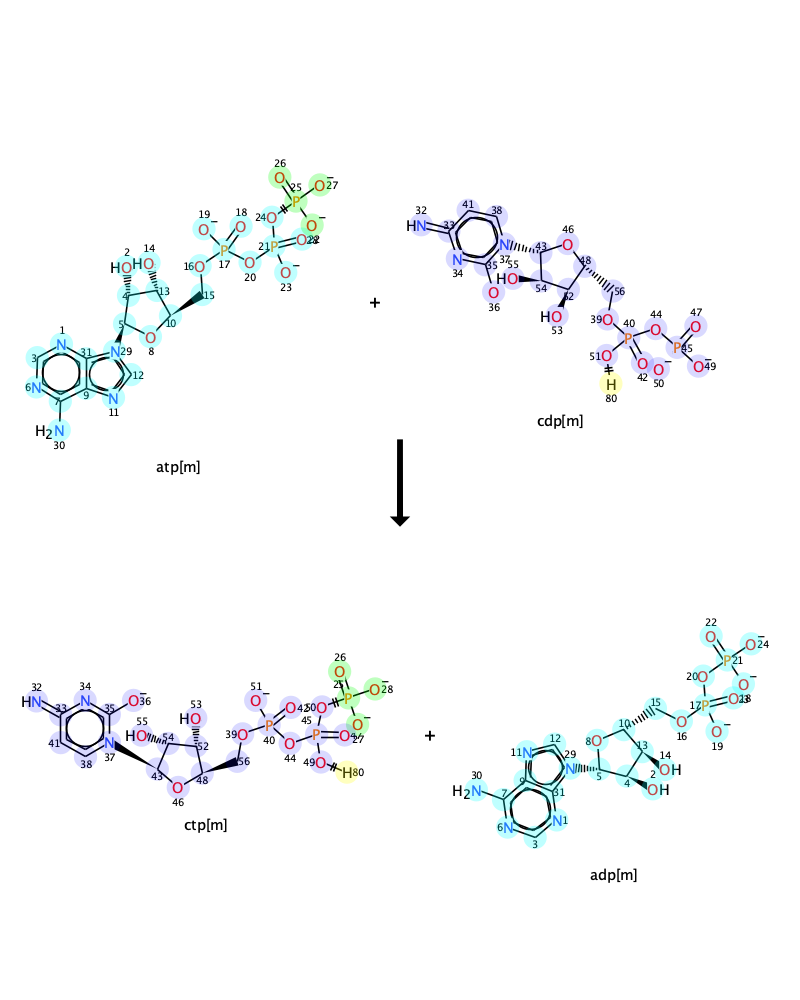 26
25
O
O⁻ 27
P
19
18
24 O
O⁻
O
O
2
14
P
21 P
O
HO
HO
16 O
17
O
20
O⁻
23
4
13
15
5
10
O
8
1
N
31
N 29
3
6 N
9
12
7
N
11
H₂N
30
atp[m]
+
32
41
38
46
HN
33
O
N
37
43
48
N
34
35
55
HO
54
56
52
O
36
HO
53
39 O
40
P
44
O
47
O
P 45
51 O
O
42
O⁻
50
O⁻ 49
H
80
cdp[m]
32
34
HN
33
N
35
O⁻ 36
55
HO
54
53
HO
52
41
N
37
38
43
O
46
48
56
39 O
51
O⁻
P
40
O 42
O
44
45
P
50
O
26
O
P
O⁻ 28
O⁻
27
O
49 O
H 80
ctp[m]
+
22
O
P 21
O⁻ 24
20 O
O⁻
17 P
O
O⁻
19
15
O
16
10
8 O
13
14
OH
2
OH
4
5
12
11 N
29
N
9
31
30
H₂N
7
6 N
N 1
3
adp[m]